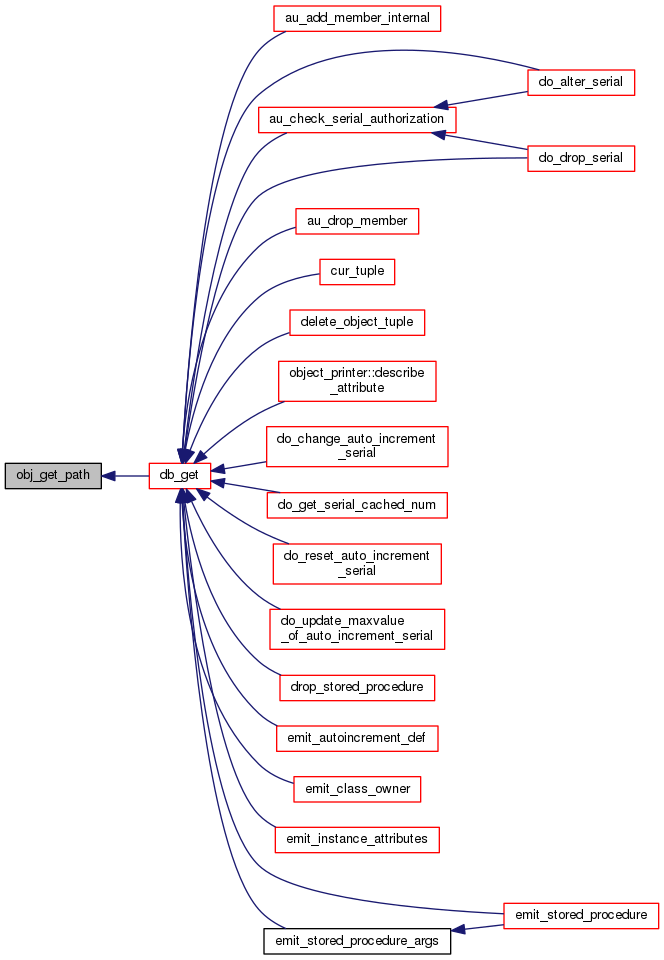 au_add_member_internal
do_alter_serial
au_check_serial_authorization
do_drop_serial
au_drop_member
cur_tuple
delete_object_tuple
object_printer::describe
_attribute
do_change_auto_increment
_serial
obj_get_path
db_get
do_get_serial_cached_num
do_reset_auto_increment
_serial
do_update_maxvalue
_of_auto_increment_serial
drop_stored_procedure
emit_autoincrement_def
emit_class_owner
emit_instance_attributes
emit_stored_procedure
emit_stored_procedure_args